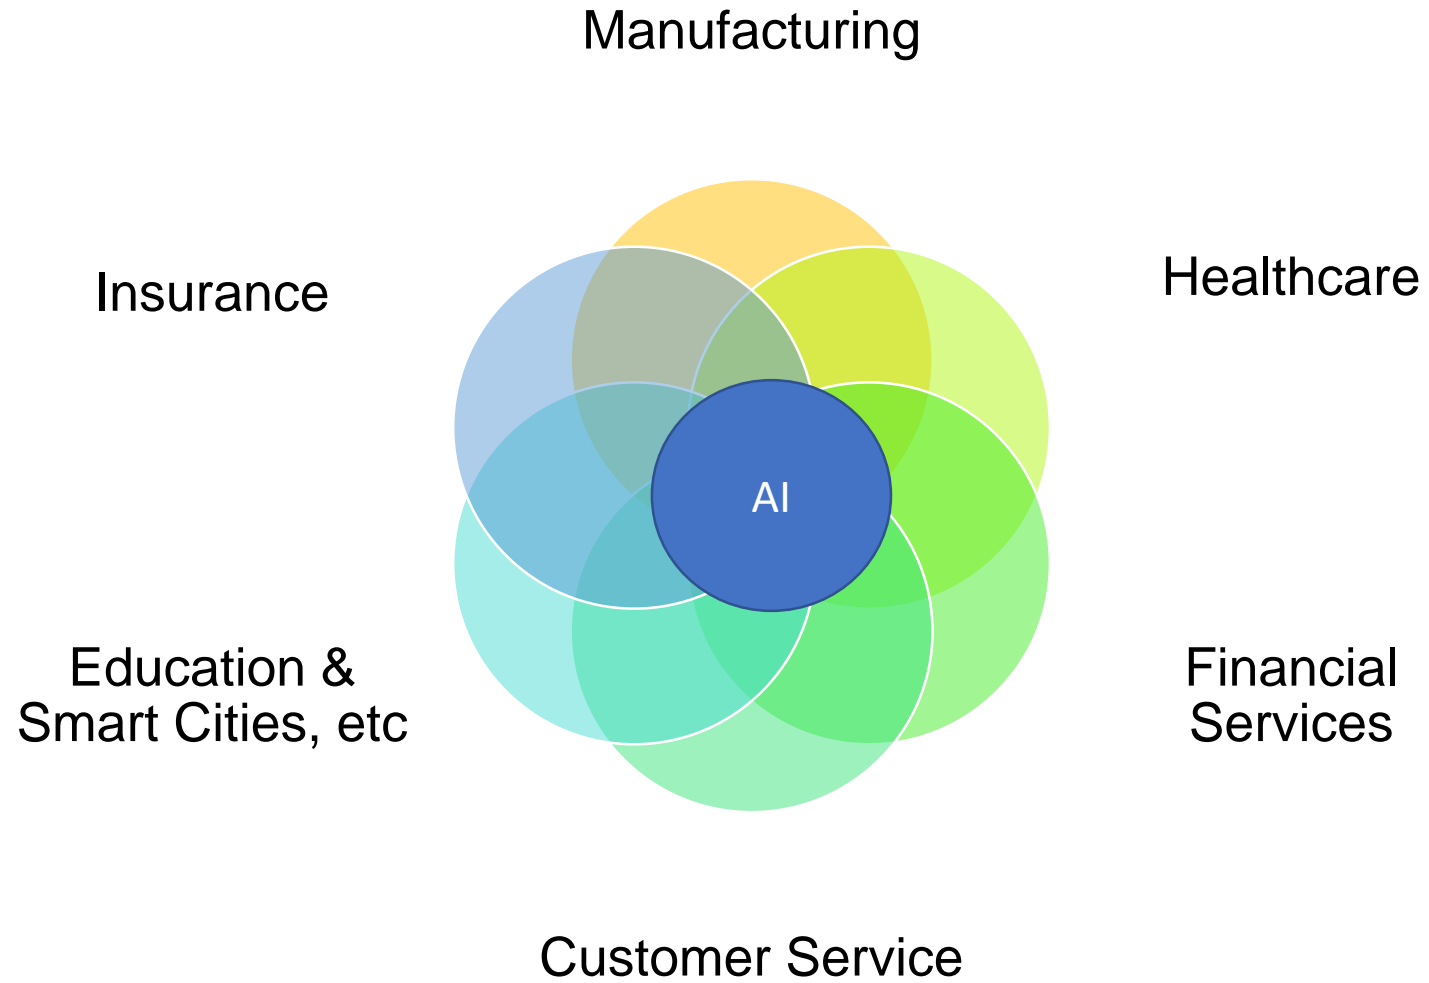 Manufacturing
Healthcare
Insurance
AI
Education &
Smart Cities, etc
Financial
Services
Customer Service